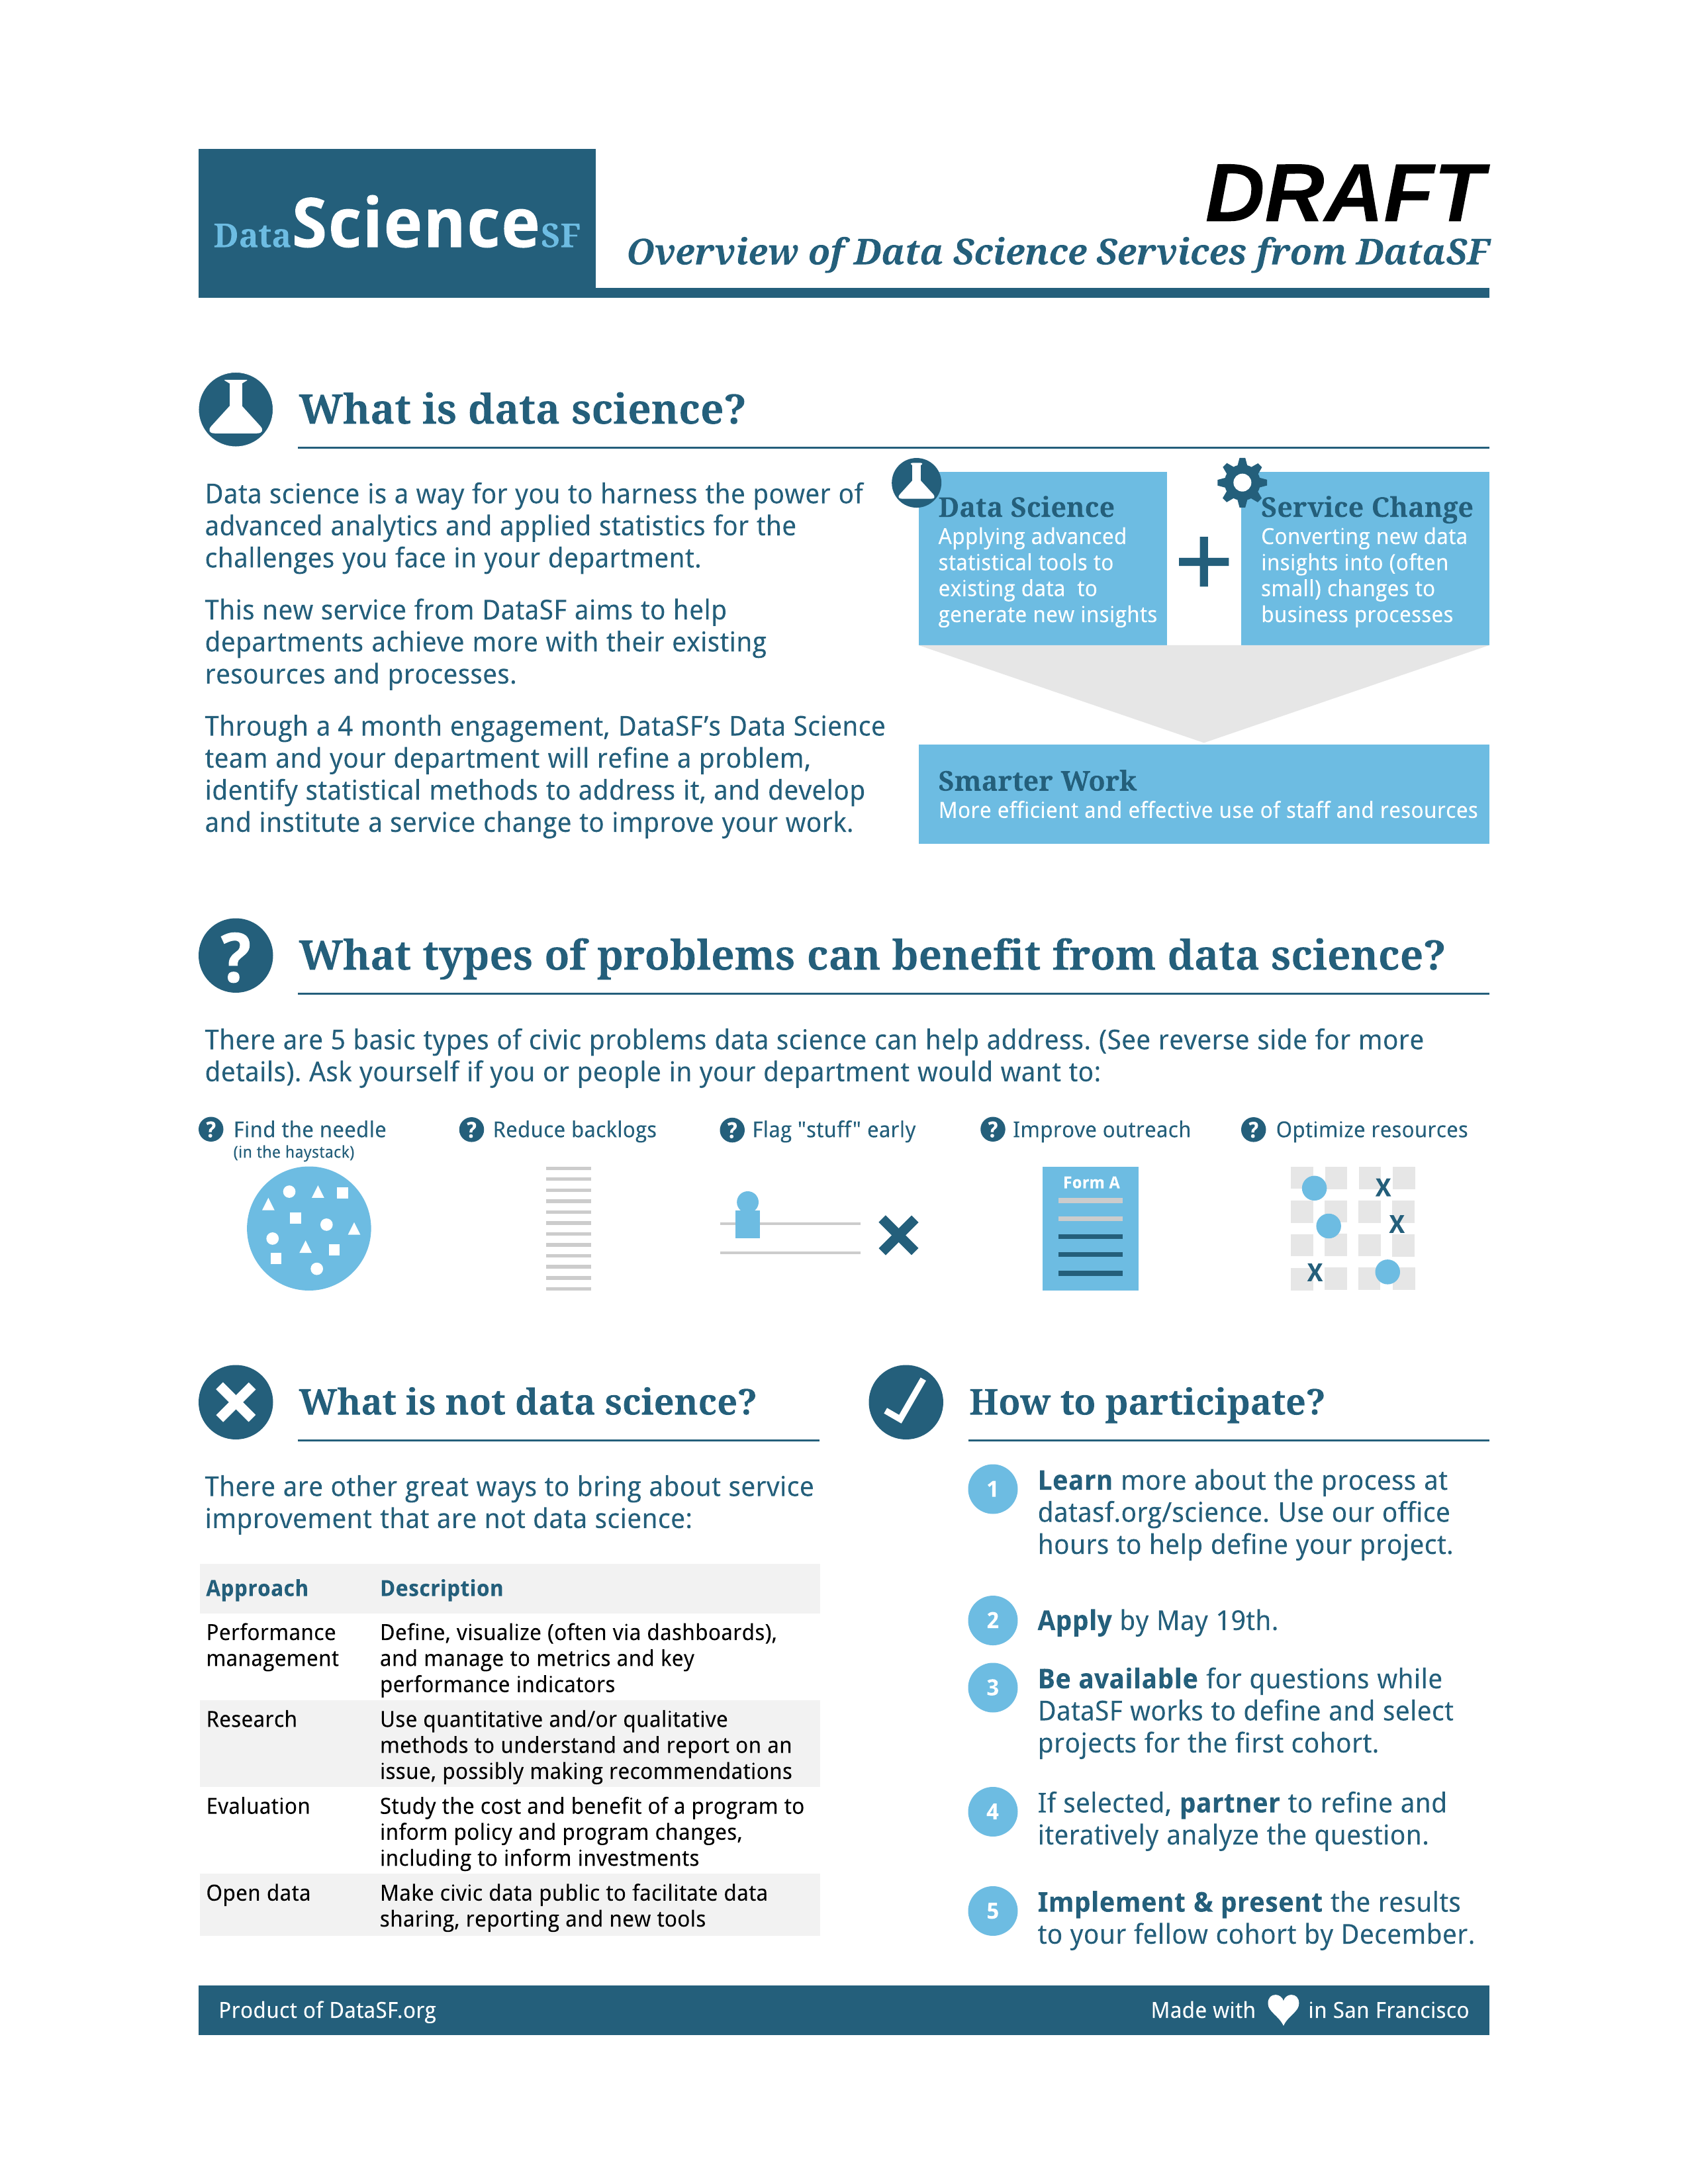 DataScienceSF
DRAFT
Overview of Data Science Services from DataSF
What is data science?
Data science is a way for you to harness the power of
advanced analytics and applied statistics for the
challenges you face in your department.
This new service from DataSF aims to help
departments achieve more with their existing
resources and processes.
Through a 4 month engagement, DataSF’s Data Science
team and your department will refine a problem,
identify statistical methods to address it, and develop
and institute a service change to improve your work.
Data Science
Applying advanced
statistical tools to
existing data  to
generate new insights
+
Service Change
Converting new data
insights into (often
small) changes to
business processes
Smarter Work
More efficient and effective use of staff and resources
?
What types of problems can benefit from data science?
There are 5 basic types of civic problems data science can help address. (See reverse side for more
details). Ask yourself if you or people in your department would want to:
? Find the needle
(in the haystack)
? Reduce backlogs
? Flag "stuff" early
? Improve outreach
Form A
? Optimize resources
X
X
X
What is not data science?
There are other great ways to bring about service
improvement that are not data science:
Approach Description
Performance
management
Define, visualize (often via dashboards),
and manage to metrics and key
performance indicators
Research
Use quantitative and/or qualitative
methods to understand and report on an
issue, possibly making recommendations
Evaluation
Study the cost and benefit of a program to
inform policy and program changes,
including to inform investments
Open data
Make civic data public to facilitate data
sharing, reporting and new tools
How to participate?
1
Learn more about the process at
datasf.org/science. Use our office
hours to help define your project.
2
Apply by May 19th.
3
Be available for questions while
DataSF works to define and select
projects for the first cohort.
4
If selected, partner to refine and
iteratively analyze the question.
5
Implement & present the results
to your fellow cohort by December.
Product of DataSF.org
Made with ♥ in San Francisco